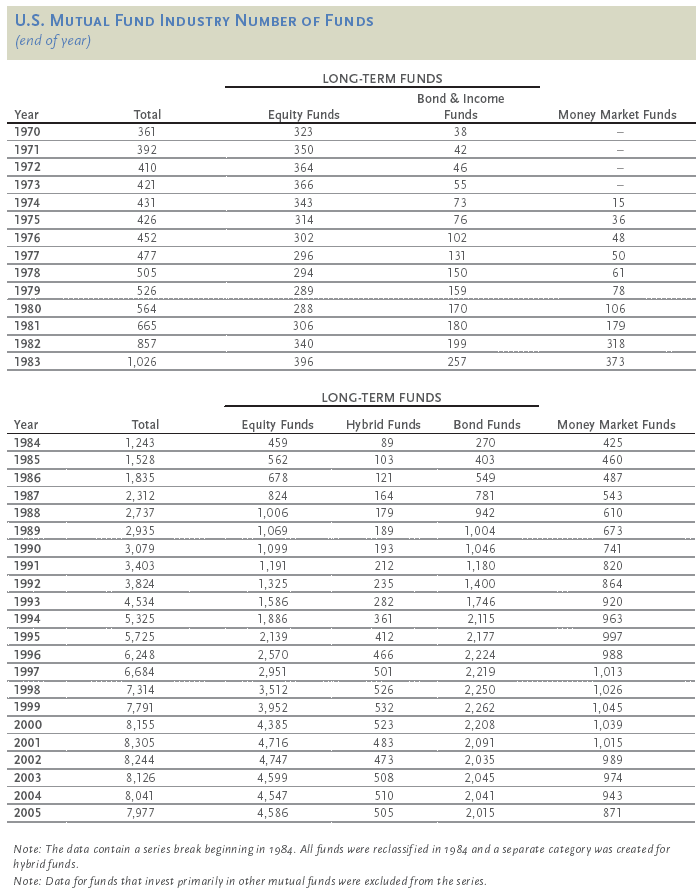 U.S. Mutual Fund Industry Number of Funds
(end of year)
LONG-TERM FUNDS
Bond & Income
Year Total Equity Funds Funds Money Market Funds
1970 361 323 38 –
1971 392 350 42 –
1972 410 364 46 –
1973 421 366 55 –
1974 431 343 73 15
1975 426 314 76 36
1976 452 302 102 48
1977 477 296 131 50
1978 505 294 150 61
1979 526 289 159 78
1980 564 288 170 106
1981 665 306 180 179
1982 857 340 199 318
1983 1,026 396 257 373
LONG-TERM FUNDS
Year Total Equity Funds Hybrid Funds Bond Funds Money Market Funds
1984 1,243 459 89 270 425
1985 1,528 562 103 403 460
1986 1,835 678 121 549 487
1987 2,312 824 164 781 543
1988 2,737 1,006 179 942 610
1989 2,935 1,069 189 1,004 673
1990 3,079 1,099 193 1,046 741
1991 3,403 1,191 212 1,180 820
1992 3,824 1,325 235 1,400 864
1993 4,534 1,586 282 1,746 920
1994 5,325 1,886 361 2,115 963
1995 5,725 2,139 412 2,177 997
1996 6,248 2,570 466 2,224 988
1997 6,684 2,951 501 2,219 1,013
1998 7,314 3,512 526 2,250 1,026
1999 7,791 3,952 532 2,262 1,045
2000 8,155 4,385 523 2,208 1,039
2001 8,305 4,716 483 2,091 1,015
2002 8,244 4,747 473 2,035 989
2003 8,126 4,599 508 2,045 974
2004 8,041 4,547 510 2,041 943
2005 7,977 4,586 505 2,015 871
Note: The data contain a series break beginning in 1984. All funds were reclassified in 1984 and a separate category was created for
hybrid funds.
Note: Data for funds that invest primarily in other mutual funds were excluded from the series.